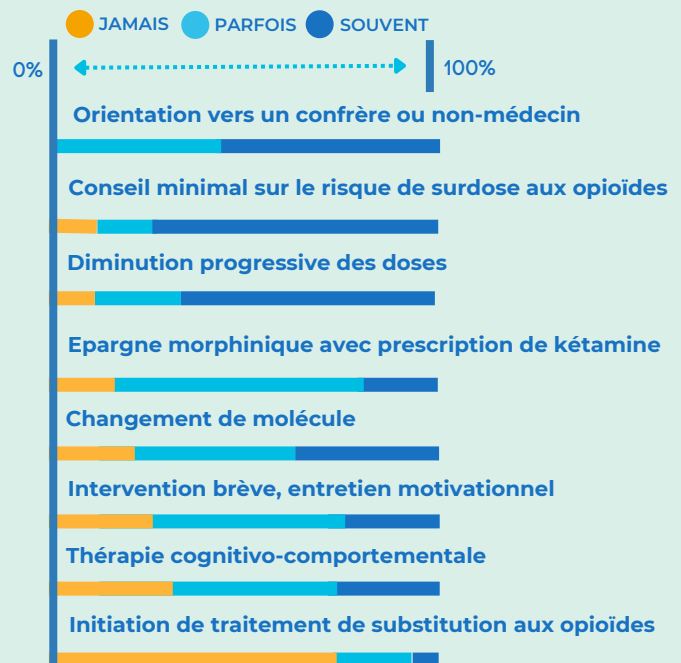 JAMAIS PARFOIS SOUVENT
0% 100%
Orientation vers un confrère ou non-médecin
Conseil minimal sur le risque de surdose aux opioïdes
Diminution progressive des doses
Epargne morphinique avec prescription de kétamine
Changement de molécule
Intervention brève, entretien motivationnel
Thérapie cognitivo-comportementale
Initiation de traitement de substitution aux opioïdes